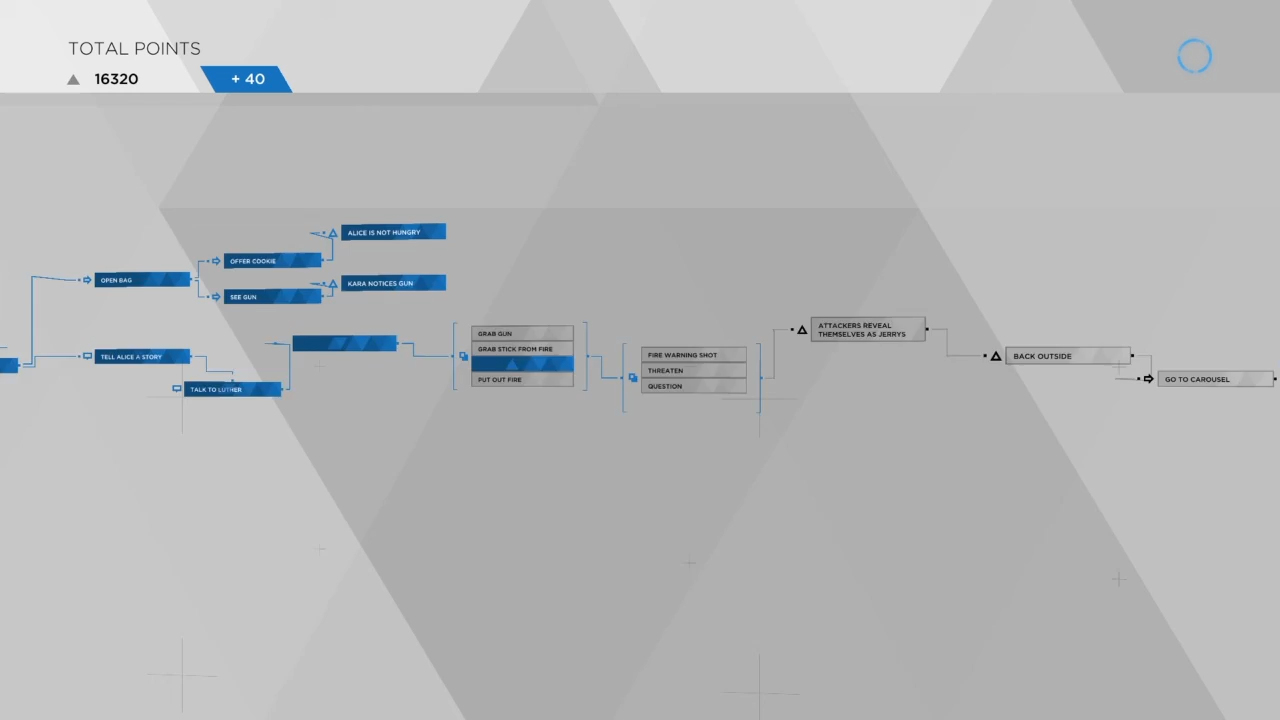 TOTAL POINTS
16320
+ 40
ALICE IS NOT HUNGRY
OFFER COOKIE
OPEN BAG
KARA NOTICES GUN
SEE GUN
ATTACKERS REVEAL
THEMSELVES AS JERRYS
GRAB GUN
GRAB STICK FROM FIRE
PUT OUT FIRE
TELL ALICE A STORY
TALK TO LUTHER
FIRE WARNING SHOT
THREATEN
QUESTION
BACK OUTSIDE
GO TO CAROUSEL